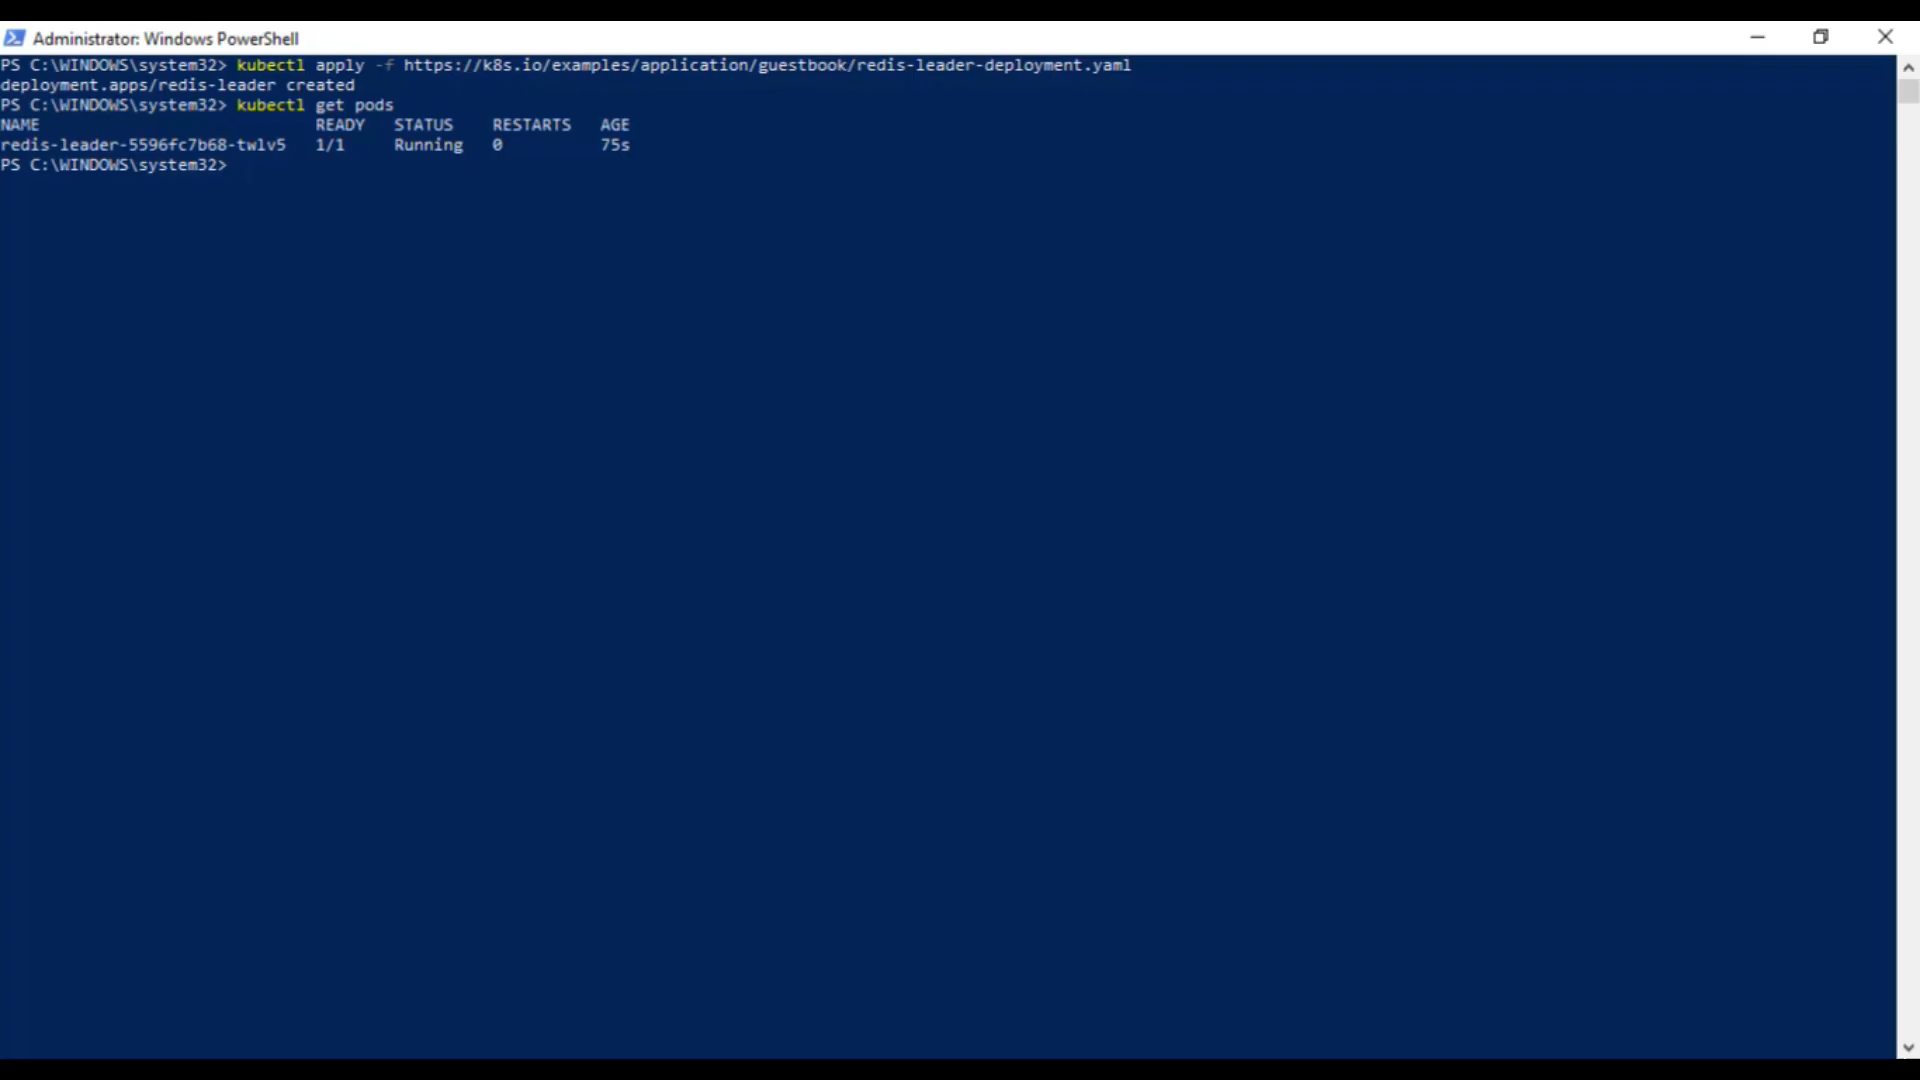 Administrator: Windows PowerShell
PS C:\WINDOWS\system32> kubectl apply -f https://k8s.io/examples/application/guestbook/redis-leader-deployment.yaml
deployment.apps/redis-leader created
PS C:\WINDOWS\system32> kubectl get pods
NAME READY STATUS RESTARTS AGE
redis-leader-5596fc7b68-twlv5 1/1 Running 0 75s
PS C:\WINDOWS\system32>